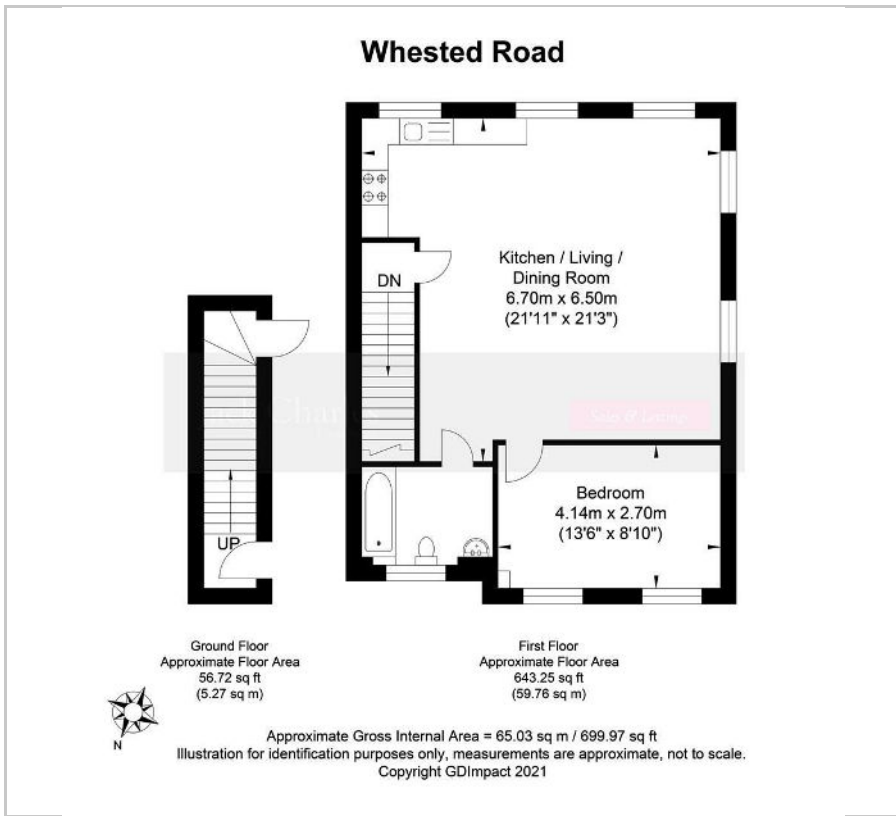 Whested Road
Kitchen / Living /
Dining Room
6.70m x 6.50m
(21'11" x 21'3")
DN
UP
Bedroom
4.14m x 2.70m
(13'6" x 8'10")
Ground Floor
Approximate Floor Area
56.72 sq ft
(5.27 sq m)
First Floor
Approximate Floor Area
643.25 sq ft
(59.76 sq m)
N
Approximate Gross Internal Area = 65.03 sq m / 699.97 sq ft
Illustration for identification purposes only, measurements are approximate, not to scale.
Copyright GDImpact 2021